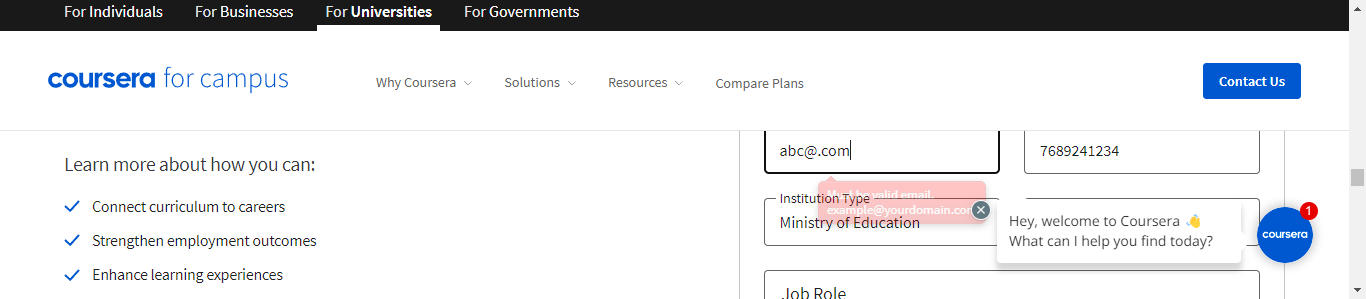 For Individuals For Businesses For Universities For Governments
coursera for campus Why Coursera Solutions Resources Compare Plans Contact Us
Learn more about how you can:
Connect curriculum to careers
Strengthen employment outcomes
Enhance learning experiences
abc@.com 7689241234
Must be valid email.
example@yourdomain.com
Institution Type
Ministry of Education
Job Role
Hey, welcome to Coursera 👋
What can I help you find today?
coursera
1